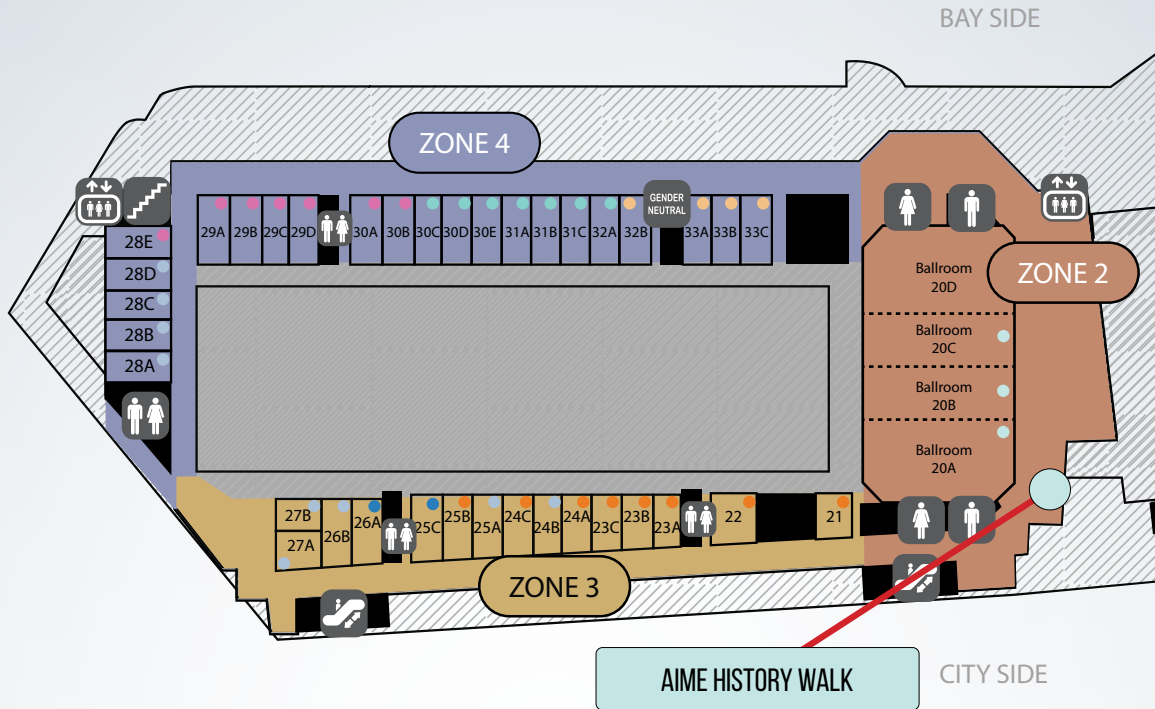 BAY SIDE
ZONE 4
GENDER
NEUTRAL
29A
29B
29C
29D
30A
30B
30C
30D
30E
31A
31B
31C
32A
32B
33A
33B
33C
28E
28D
28C
28B
28A
Ballroom
20D
ZONE 2
Ballroom
20C
Ballroom
20B
Ballroom
20A
27B
27A
26B
26A
25C
25B
25A
24C
24B
24A
23C
23B
23A
22
21
ZONE 3
AIME HISTORY WALK
CITY SIDE